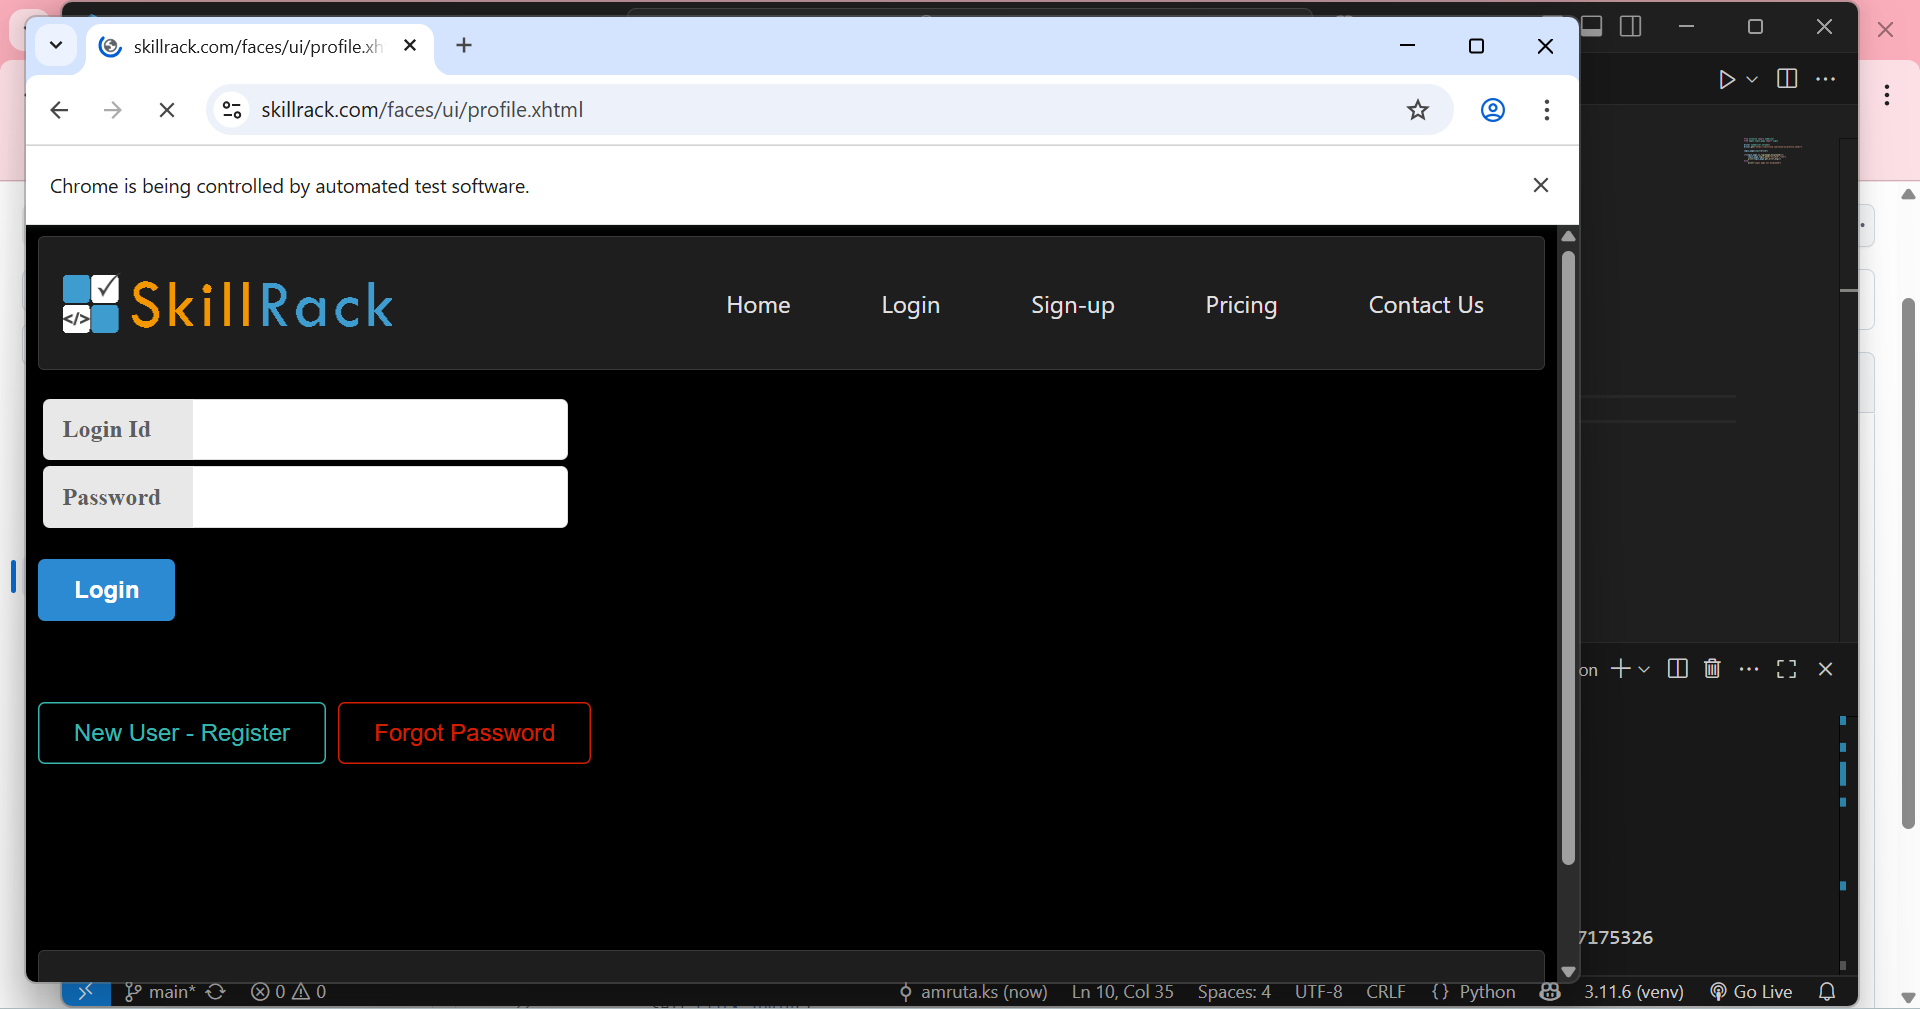 skillrack.com/faces/ui/profile.xh
skillrack.com/faces/ui/profile.xhtml
Chrome is being controlled by automated test software.
SkillRack
Home
Login
Sign-up
Pricing
Contact Us
Login Id
Password
Login
New User - Register
Forgot Password
on
7175326
main*
0
0
amruta.ks (now)
Ln 10, Col 35
Spaces: 4
UTF-8
CRLF
{} Python
3.11.6 (venv)
Go Live